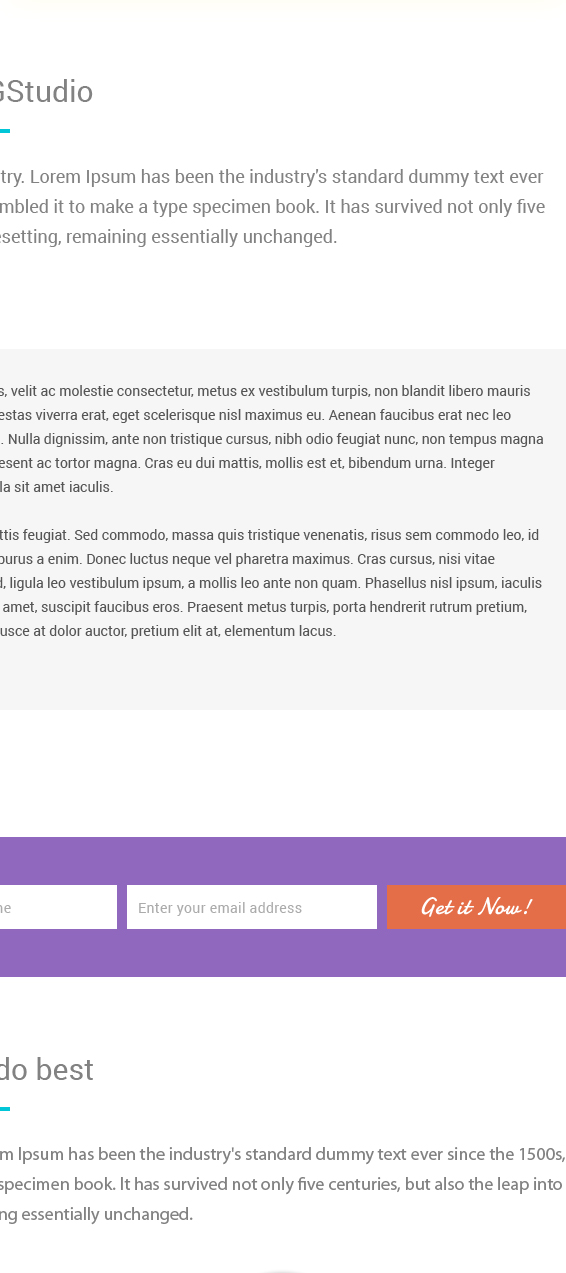 GStudio
try. Lorem Ipsum has been the industry's standard dummy text ever
mbled it to make a type specimen book. It has survived not only five
esetting, remaining essentially unchanged.
s, velit ac molestie consectetur, metus ex vestibulum turpis, non blandit libero mauris
estas viverra erat, eget scelerisque nisl maximus eu. Aenean faucibus erat nec leo
. Nulla dignissim, ante non tristique cursus, nibh odio feugiat nunc, non tempus magna
esent ac tortor magna. Cras eu dui mattis, mollis est et, bibendum urna. Integer
la sit amet iaculis.
ttis feugiat. Sed commodo, massa quis tristique venenatis, risus sem commodo leo, id
purus a enim. Donec luctus neque vel pharetra maximus. Cras cursus, nisi vitae
d, ligula leo vestibulum ipsum, a mollis leo ante non quam. Phasellus nisl ipsum, iaculis
amet, suscipit faucibus eros. Praesent metus turpis, porta hendrerit rutrum pretium,
usce at dolor auctor, pretium elit at, elementum lacus.
ne
Enter your email address
Get it Now!
do best
m Ipsum has been the industry's standard dummy text ever since the 1500s,
specimen book. It has survived not only five centuries, but also the leap into
ng essentially unchanged.